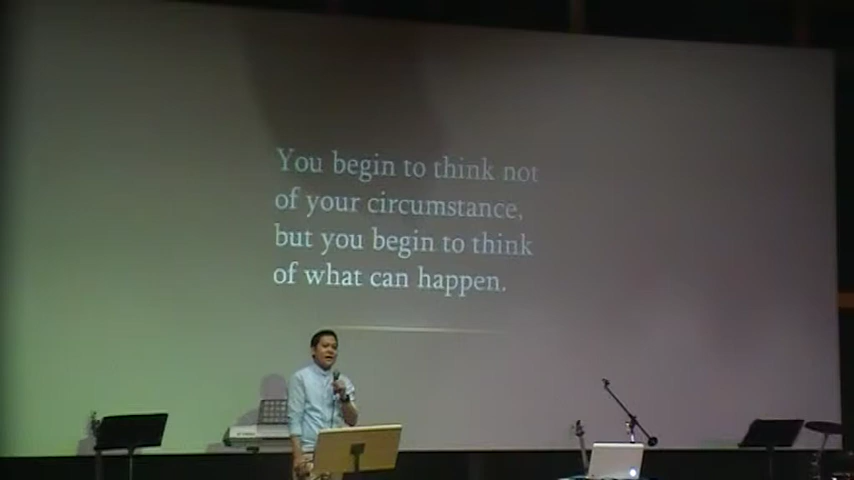 You begin to think not
of your circumstance,
but you begin to think
of what can happen.